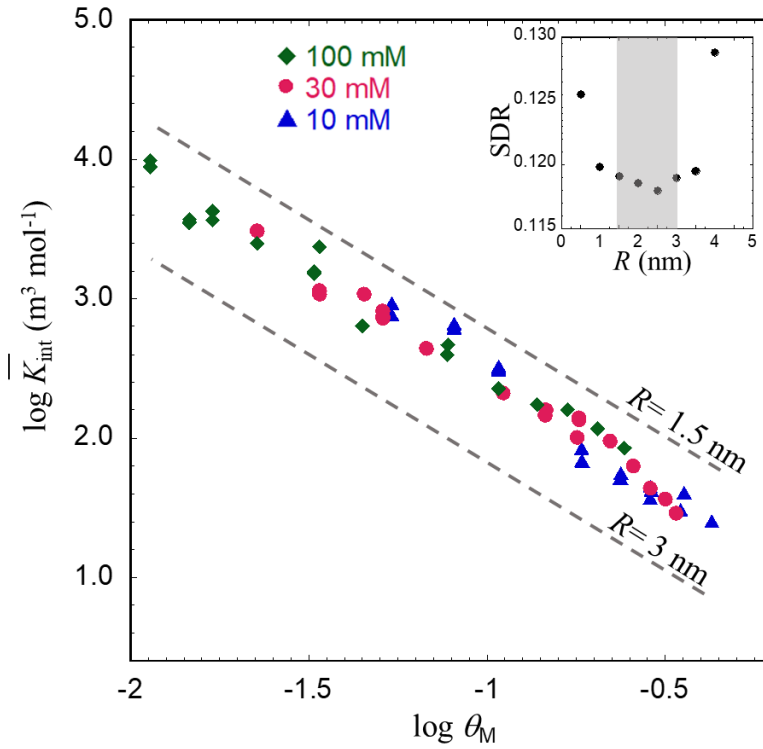 5.0
4.0
3.0
2.0
1.0
log K̅int (m³ mol⁻¹)
-2 -1.5 -1 -0.5
log θM
100 mM
30 mM
10 mM
R= 1.5 nm
R= 3 nm
0.130
0.125
0.120
0.115
SDR
0 1 2 3 4 5
R (nm)